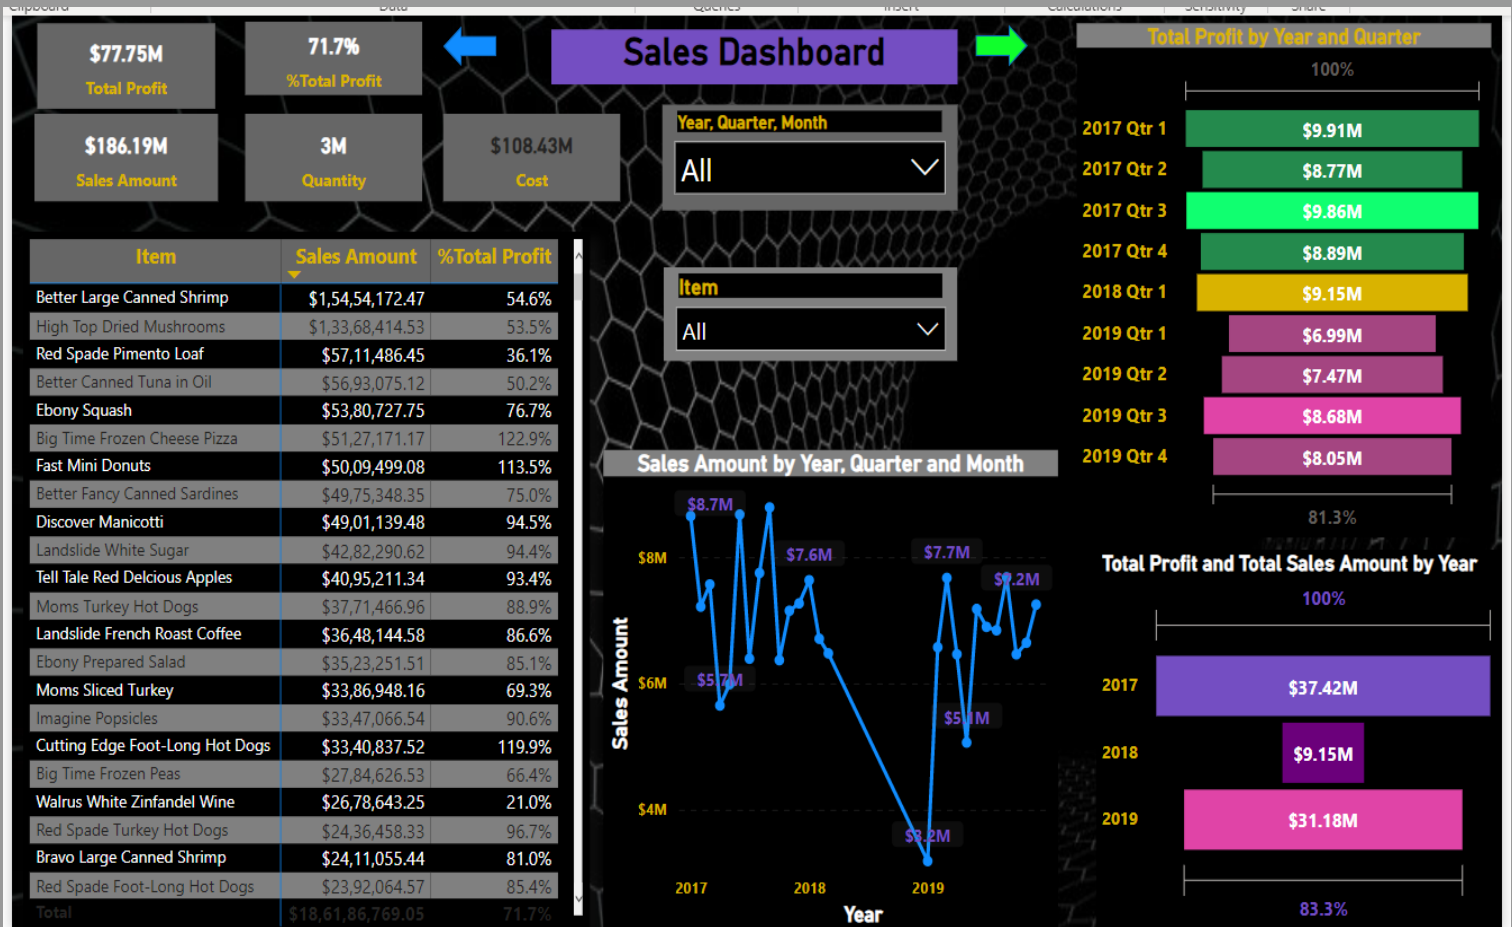 Clipboard
Data
Queries
Insert
Calculations
Sensitivity
Share
$77.75M
Total Profit
71.7%
%Total Profit
Sales Dashboard
$186.19M
Sales Amount
3M
Quantity
$108.43M
Cost
Year, Quarter, Month
All
Item
All
Item Sales Amount %Total Profit
Better Large Canned Shrimp $1,54,54,172.47 54.6%
High Top Dried Mushrooms $1,33,68,414.53 53.5%
Red Spade Pimento Loaf $57,11,486.45 36.1%
Better Canned Tuna in Oil $56,93,075.12 50.2%
Ebony Squash $53,80,727.75 76.7%
Big Time Frozen Cheese Pizza $51,27,171.17 122.9%
Fast Mini Donuts $50,09,499.08 113.5%
Better Fancy Canned Sardines $49,75,348.35 75.0%
Discover Manicotti $49,01,139.48 94.5%
Landslide White Sugar $42,82,290.62 94.4%
Tell Tale Red Delcious Apples $40,95,211.34 93.4%
Moms Turkey Hot Dogs $37,71,466.96 88.9%
Landslide French Roast Coffee $36,48,144.58 86.6%
Ebony Prepared Salad $35,23,251.51 85.1%
Moms Sliced Turkey $33,86,948.16 69.3%
Imagine Popsicles $33,47,066.54 90.6%
Cutting Edge Foot-Long Hot Dogs $33,40,837.52 119.9%
Big Time Frozen Peas $27,84,626.53 66.4%
Walrus White Zinfandel Wine $26,78,643.25 21.0%
Red Spade Turkey Hot Dogs $24,36,458.33 96.7%
Bravo Large Canned Shrimp $24,11,055.44 81.0%
Red Spade Foot-Long Hot Dogs $23,92,064.57 85.4%
Total $18,61,86,769.05 71.7%
Sales Amount by Year, Quarter and Month
Sales Amount
$8M
$6M
$4M
$8.7M
$5.7M
$7.6M
$7.7M
$5.1M
$3.2M
2017
2018
2019
Year
Total Profit by Year and Quarter
100%
2017 Qtr 1 $9.91M
2017 Qtr 2 $8.77M
2017 Qtr 3 $9.86M
2017 Qtr 4 $8.89M
2018 Qtr 1 $9.15M
2019 Qtr 1 $6.99M
2019 Qtr 2 $7.47M
2019 Qtr 3 $8.68M
2019 Qtr 4 $8.05M
81.3%
Total Profit and Total Sales Amount by Year
100%
2017 $37.42M
2018 $9.15M
2019 $31.18M
83.3%